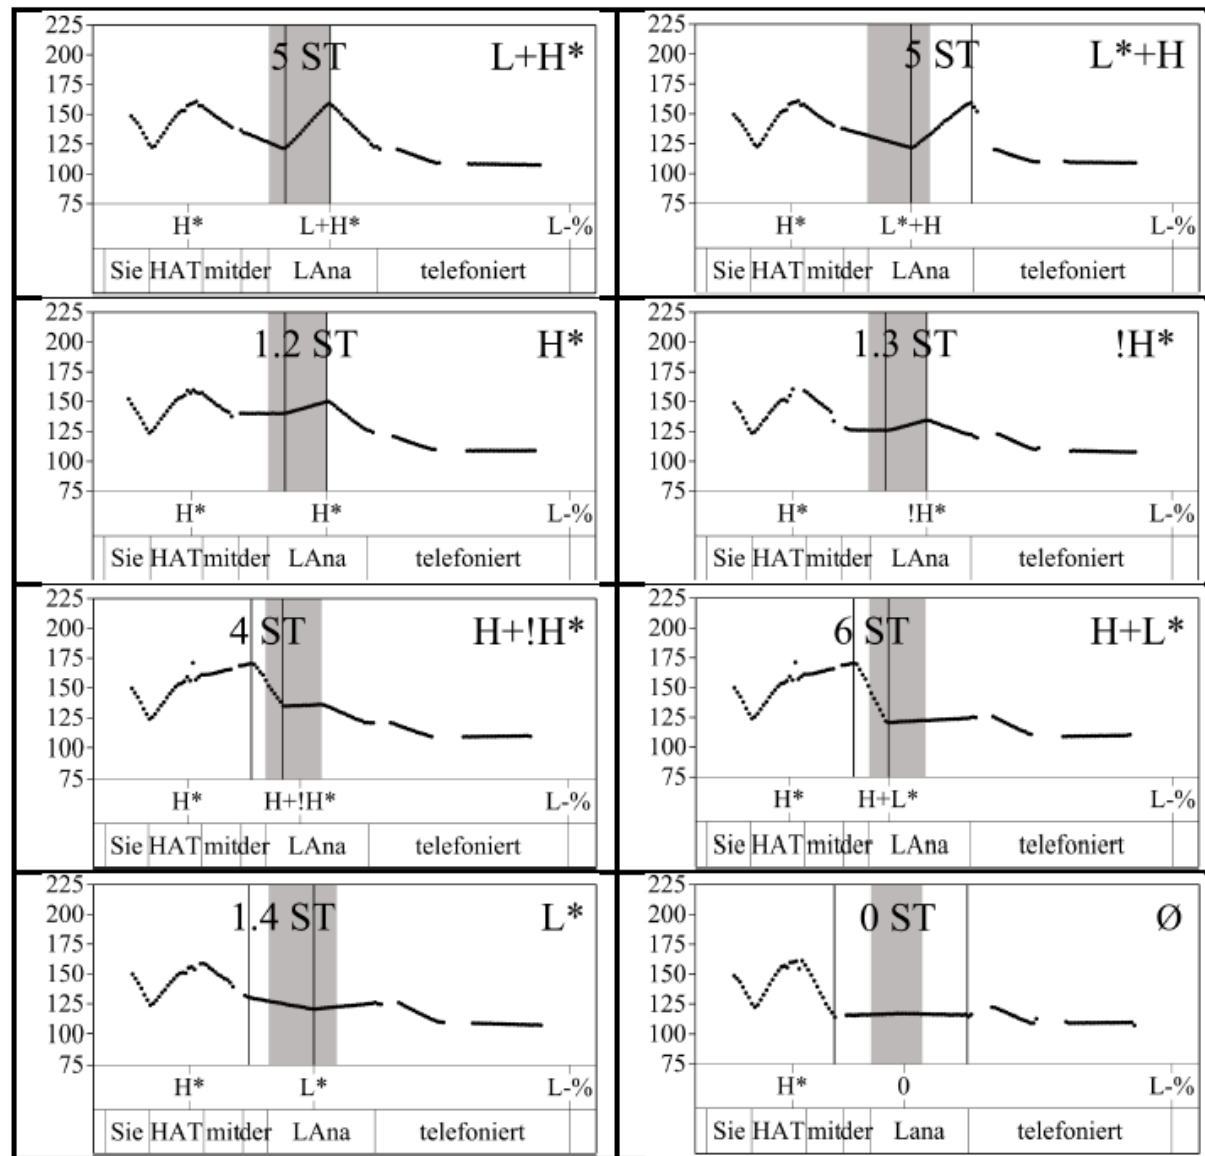 225
200
175
150
125
100
75
5 ST
L+H*
H* L+H* L-%
Sie HAT mit der LAna telefoniert
225
200
175
150
125
100
75
5 ST
L*+H
H* L*+H L-%
Sie HAT mit der LAna telefoniert
225
200
175
150
125
100
75
1.2 ST
H*
H* H* L-%
Sie HAT mit der LAna telefoniert
225
200
175
150
125
100
75
1.3 ST
!H*
H* !H* L-%
Sie HAT mit der LAna telefoniert
225
200
175
150
125
100
75
4 ST
H+!H*
H* H+!H* L-%
Sie HAT mit der LAna telefoniert
225
200
175
150
125
100
75
6 ST
H+L*
H* H+L* L-%
Sie HAT mit der LAna telefoniert
225
200
175
150
125
100
75
1.4 ST
L*
H* L* L-%
Sie HAT mit der LAna telefoniert
225
200
175
150
125
100
75
0 ST
Ø
H* 0 L-%
Sie HAT mit der Lana telefoniert